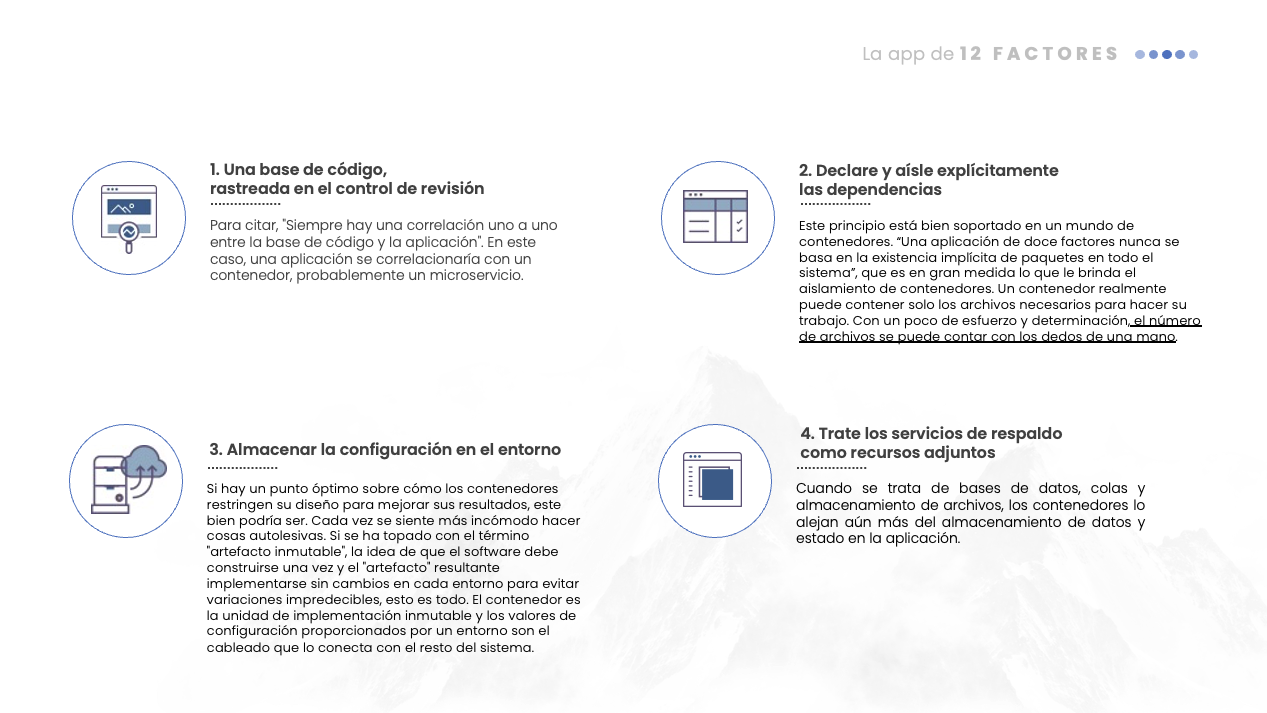 La app de 12 FACTORES
1. Una base de código,
rastreada en el control de revisión
Para citar, "Siempre hay una correlación uno a uno
entre la base de código y la aplicación". En este
caso, una aplicación se correlacionaría con un
contenedor, probablemente un microservicio.
2. Declare y aísle explícitamente
las dependencias
Este principio está bien soportado en un mundo de
contenedores. “Una aplicación de doce factores nunca se
basa en la existencia implícita de paquetes en todo el
sistema”, que es en gran medida lo que le brinda el
aislamiento de contenedores. Un contenedor realmente
puede contener solo los archivos necesarios para hacer su
trabajo. Con un poco de esfuerzo y determinación, el número
de archivos se puede contar con los dedos de una mano.
3. Almacenar la configuración en el entorno
Si hay un punto óptimo sobre cómo los contenedores
restringen su diseño para mejorar sus resultados, este
bien podría ser. Cada vez se siente más incómodo hacer
cosas autolesivas. Si se ha topado con el término
"artefacto inmutable", la idea de que el software debe
construirse una vez y el "artefacto" resultante
implementarse sin cambios en cada entorno para evitar
variaciones impredecibles, esto es todo. El contenedor es
la unidad de implementación inmutable y los valores de
configuración proporcionados por un entorno son el
cableado que lo conecta con el resto del sistema.
4. Trate los servicios de respaldo
como recursos adjuntos
Cuando se trata de bases de datos, colas y
almacenamiento de archivos, los contenedores lo
alejan aún más del almacenamiento de datos y
estado en la aplicación.